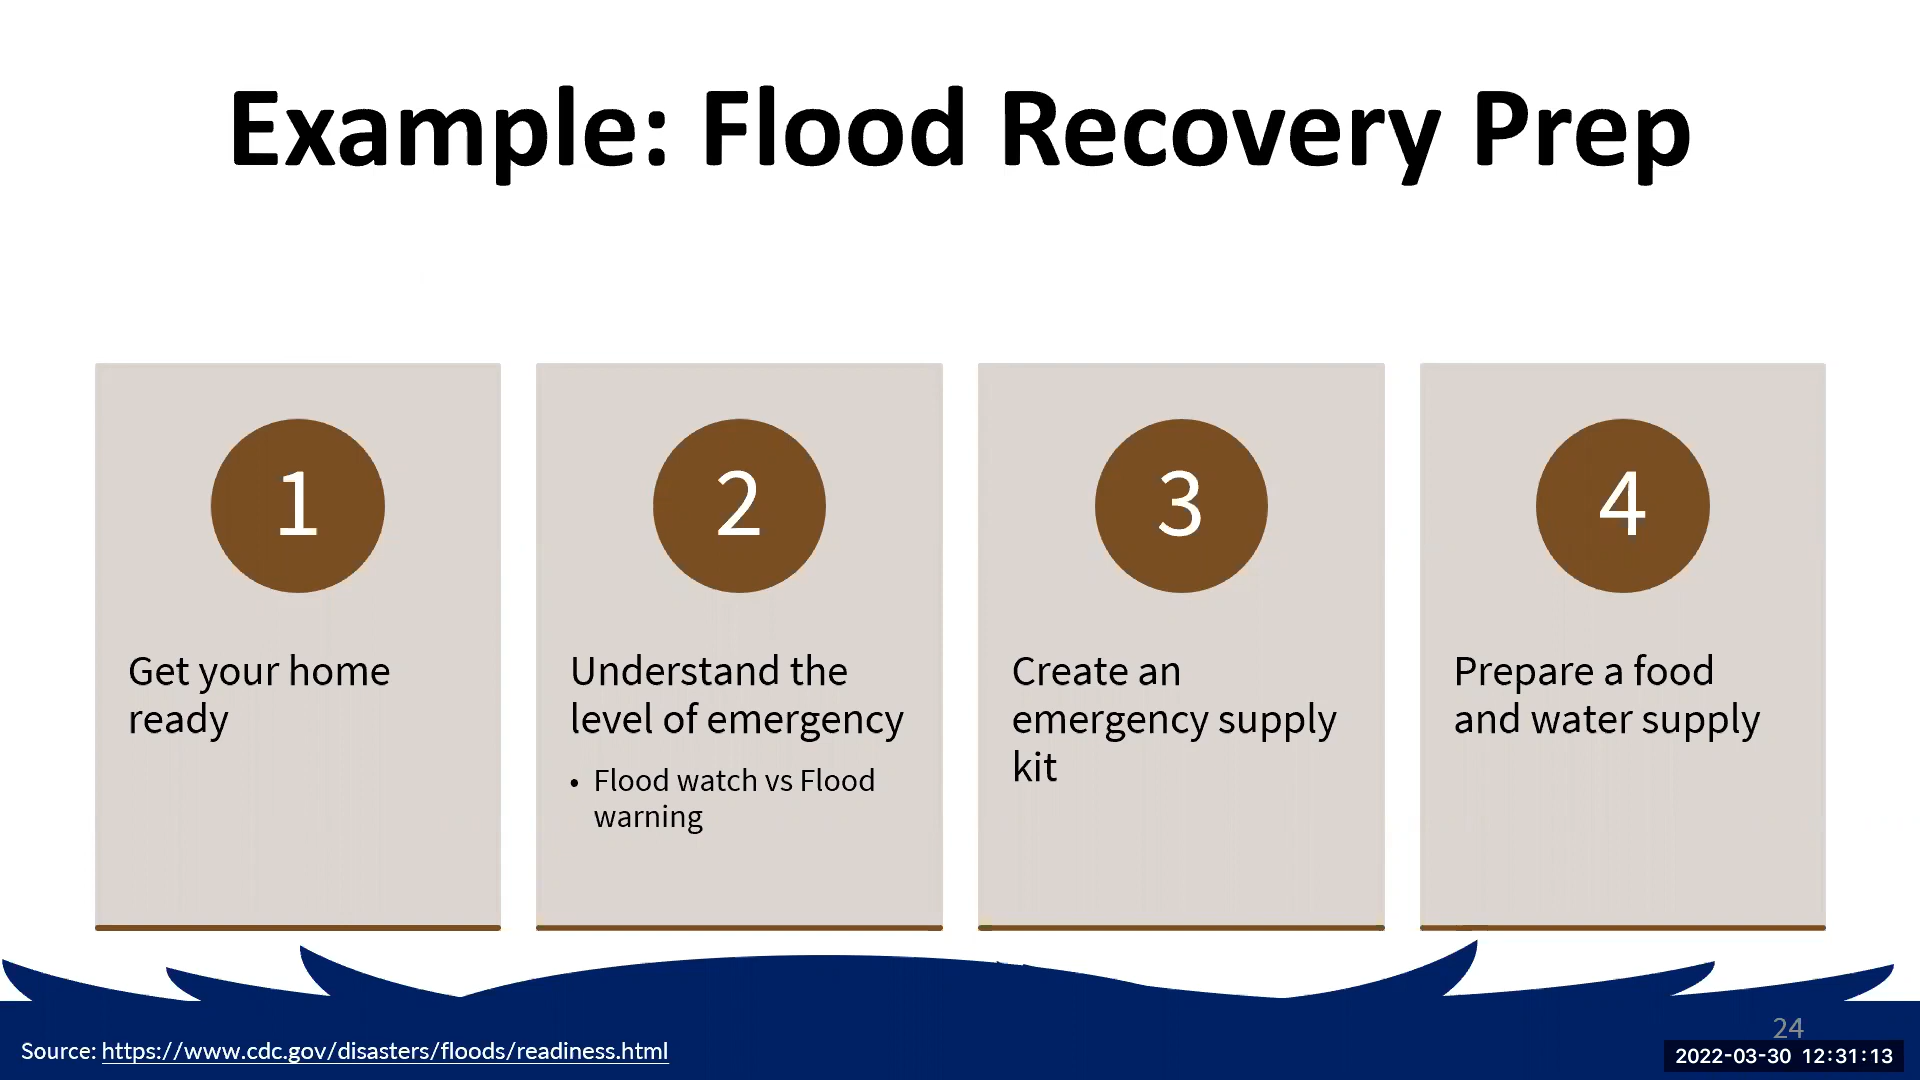 Example: Flood Recovery Prep
1
Get your home
ready
2
Understand the
level of emergency
• Flood watch vs Flood
warning
3
Create an
emergency supply
kit
4
Prepare a food
and water supply
24
Source: https://www.cdc.gov/disasters/floods/readiness.html
2022-03-30 12:31:13